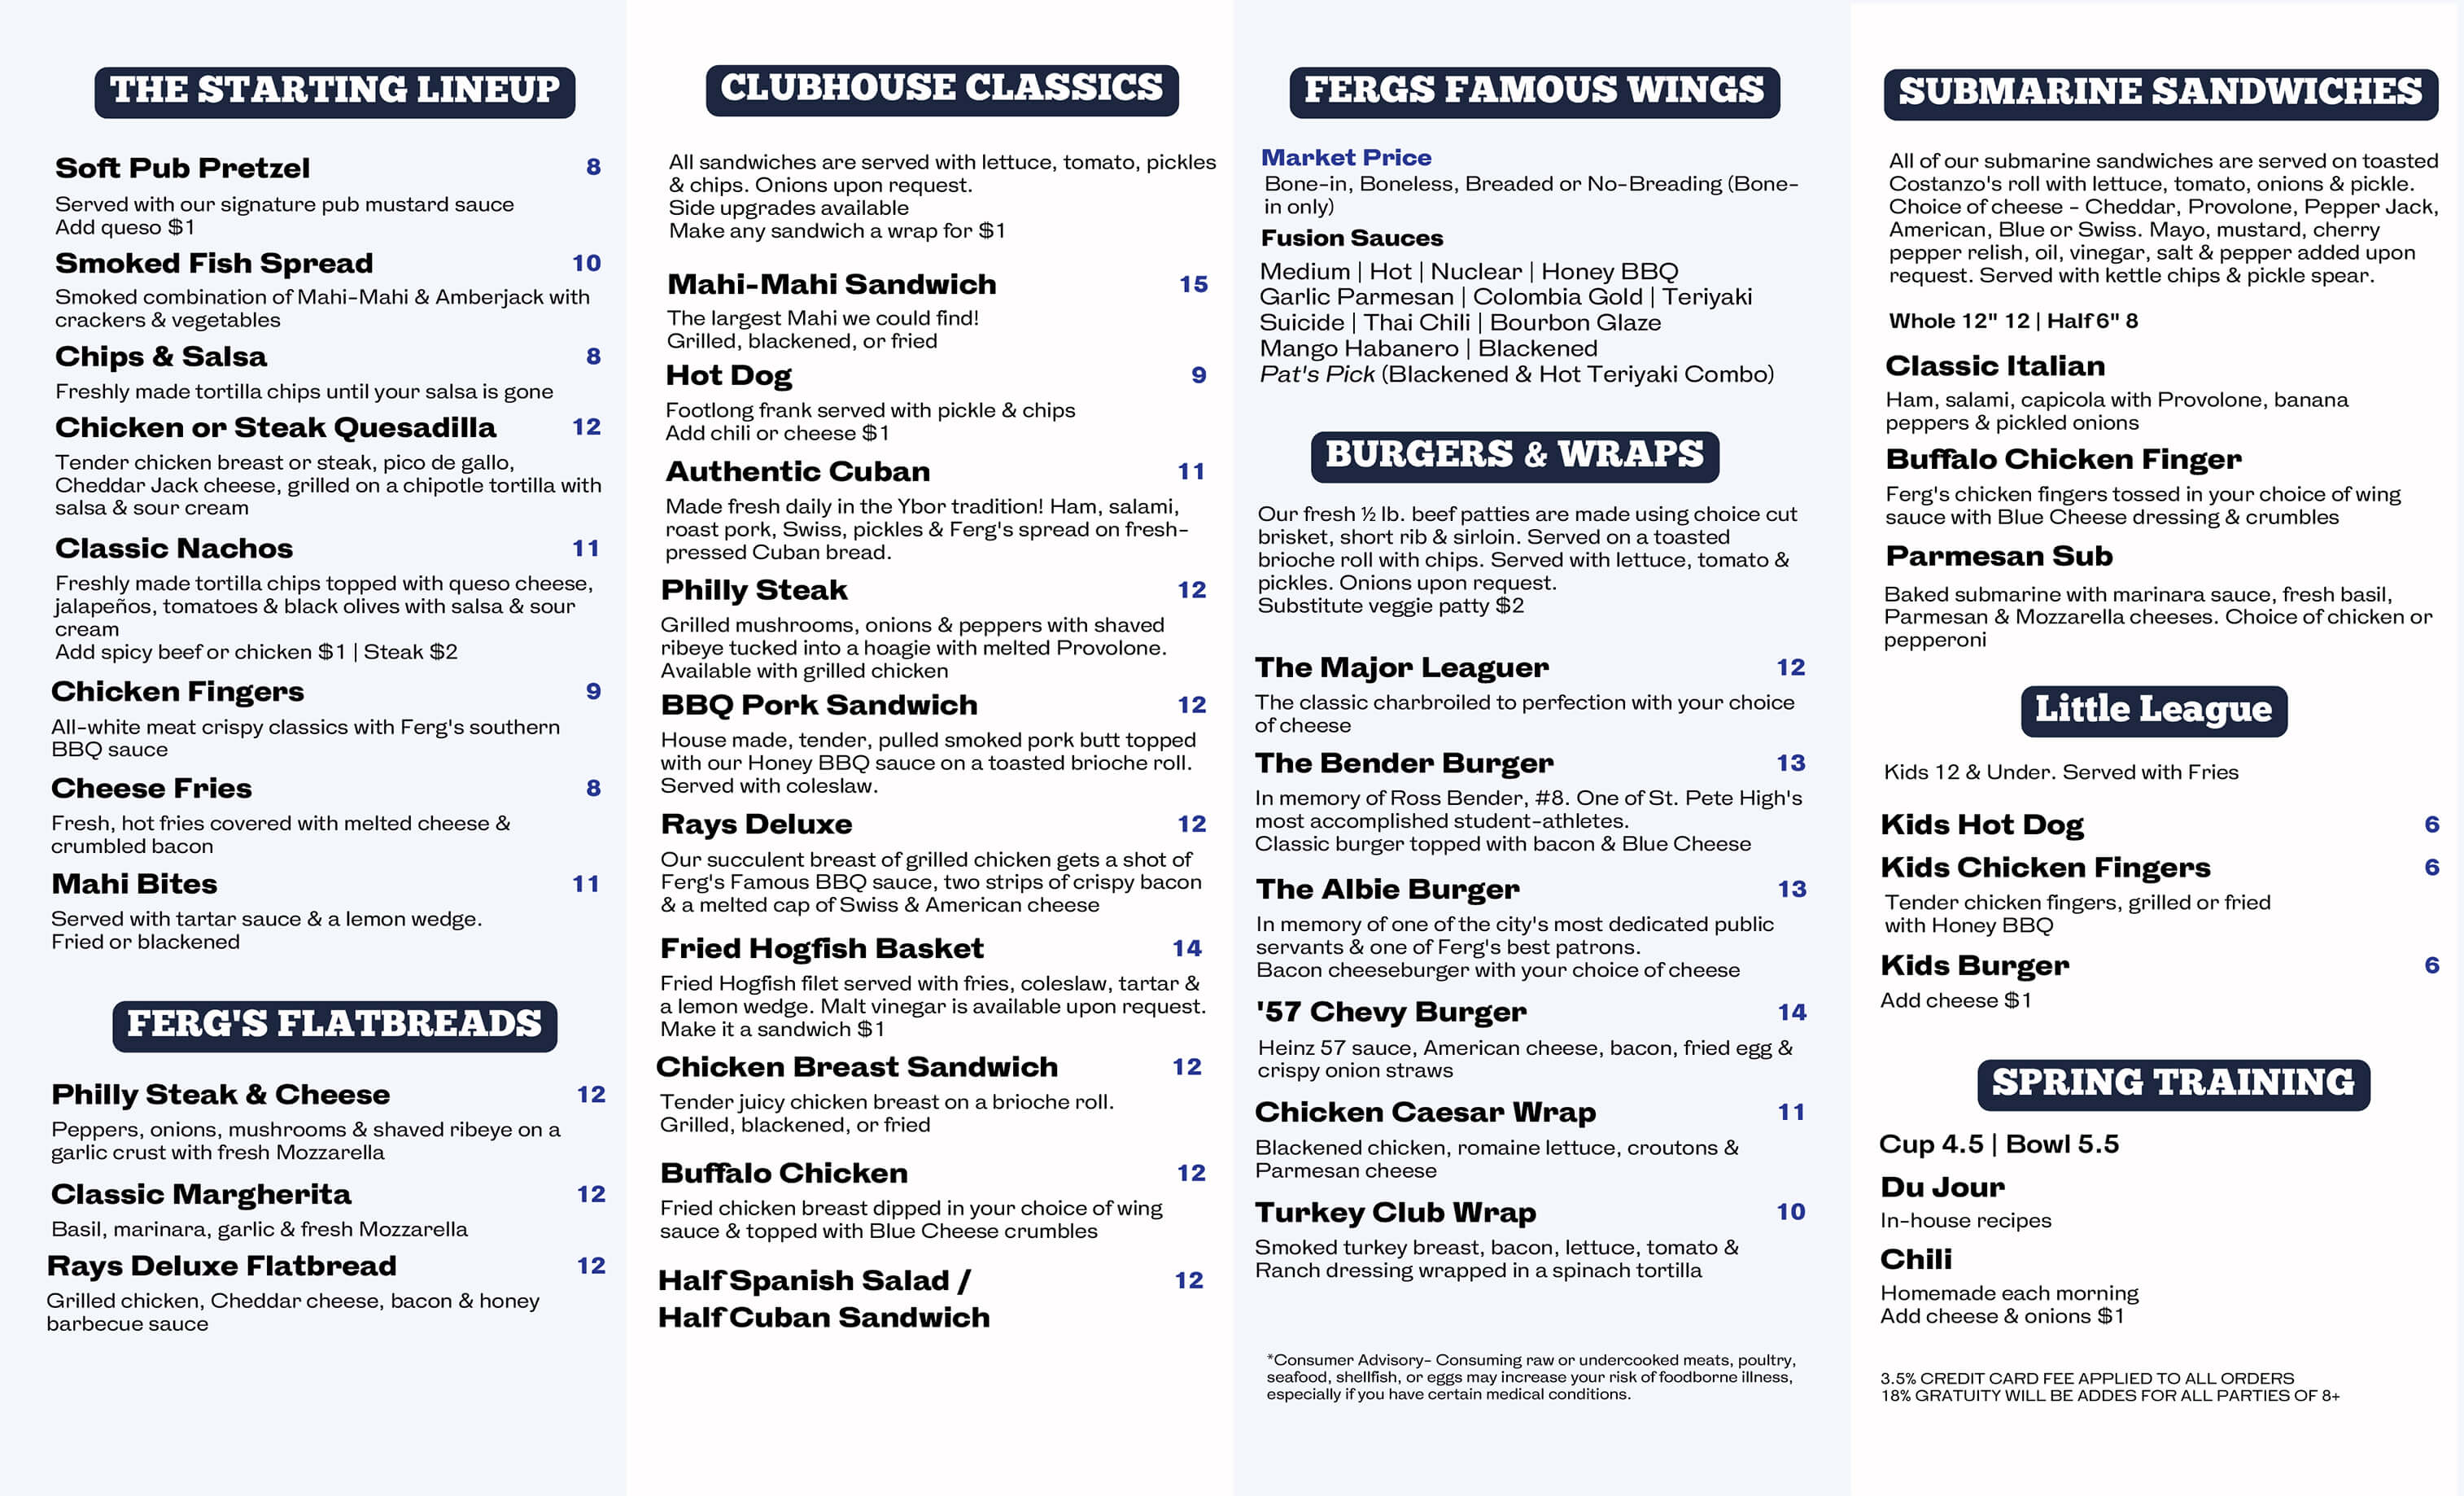 THE STARTING LINEUP
Soft Pub Pretzel 8
Served with our signature pub mustard sauce
Add queso $1
Smoked Fish Spread 10
Smoked combination of Mahi-Mahi & Amberjack with
crackers & vegetables
Chips & Salsa 8
Freshly made tortilla chips until your salsa is gone
Chicken or Steak Quesadilla 12
Tender chicken breast or steak, pico de gallo,
Cheddar Jack cheese, grilled on a chipotle tortilla with
salsa & sour cream
Classic Nachos 11
Freshly made tortilla chips topped with queso cheese,
jalapeños, tomatoes & black olives with salsa & sour
cream
Add spicy beef or chicken $1 | Steak $2
Chicken Fingers 9
All-white meat crispy classics with Ferg's southern
BBQ sauce
Cheese Fries 8
Fresh, hot fries covered with melted cheese &
crumbled bacon
Mahi Bites 11
Served with tartar sauce & a lemon wedge.
Fried or blackened
FERG'S FLATBREADS
Philly Steak & Cheese 12
Peppers, onions, mushrooms & shaved ribeye on a
garlic crust with fresh Mozzarella
Classic Margherita 12
Basil, marinara, garlic & fresh Mozzarella
Rays Deluxe Flatbread 12
Grilled chicken, Cheddar cheese, bacon & honey
barbecue sauce
CLUBHOUSE CLASSICS
All sandwiches are served with lettuce, tomato, pickles
& chips. Onions upon request.
Side upgrades available
Make any sandwich a wrap for $1
Mahi-Mahi Sandwich 15
The largest Mahi we could find!
Grilled, blackened, or fried
Hot Dog 9
Footlong frank served with pickle & chips
Add chili or cheese $1
Authentic Cuban 11
Made fresh daily in the Ybor tradition! Ham, salami,
roast pork, Swiss, pickles & Ferg's spread on fresh-
pressed Cuban bread.
Philly Steak 12
Grilled mushrooms, onions & peppers with shaved
ribeye tucked into a hoagie with melted Provolone.
Available with grilled chicken
BBQ Pork Sandwich 12
House made, tender, pulled smoked pork butt topped
with our Honey BBQ sauce on a toasted brioche roll.
Served with coleslaw.
Rays Deluxe 12
Our succulent breast of grilled chicken gets a shot of
Ferg's Famous BBQ sauce, two strips of crispy bacon
& a melted cap of Swiss & American cheese
Fried Hogfish Basket 14
Fried Hogfish filet served with fries, coleslaw, tartar &
a lemon wedge. Malt vinegar is available upon request.
Make it a sandwich $1
Chicken Breast Sandwich 12
Tender juicy chicken breast on a brioche roll.
Grilled, blackened, or fried
Buffalo Chicken 12
Fried chicken breast dipped in your choice of wing
sauce & topped with Blue Cheese crumbles
Half Spanish Salad / 12
Half Cuban Sandwich
FERGS FAMOUS WINGS
Market Price
Bone-in, Boneless, Breaded or No-Breading (Bone-
in only)
Fusion Sauces
Medium | Hot | Nuclear | Honey BBQ
Garlic Parmesan | Colombia Gold | Teriyaki
Suicide | Thai Chili | Bourbon Glaze
Mango Habanero | Blackened
Pat's Pick (Blackened & Hot Teriyaki Combo)
BURGERS & WRAPS
Our fresh ½ lb. beef patties are made using choice cut
brisket, short rib & sirloin. Served on a toasted
brioche roll with chips. Served with lettuce, tomato &
pickles. Onions upon request.
Substitute veggie patty $2
The Major Leaguer 12
The classic charbroiled to perfection with your choice
of cheese
The Bender Burger 13
In memory of Ross Bender, #8. One of St. Pete High's
most accomplished student-athletes.
Classic burger topped with bacon & Blue Cheese
The Albie Burger 13
In memory of one of the city's most dedicated public
servants & one of Ferg's best patrons.
Bacon cheeseburger with your choice of cheese
'57 Chevy Burger 14
Heinz 57 sauce, American cheese, bacon, fried egg &
crispy onion straws
Chicken Caesar Wrap 11
Blackened chicken, romaine lettuce, croutons &
Parmesan cheese
Turkey Club Wrap 10
Smoked turkey breast, bacon, lettuce, tomato &
Ranch dressing wrapped in a spinach tortilla
*Consumer Advisory- Consuming raw or undercooked meats, poultry,
seafood, shellfish, or eggs may increase your risk of foodborne illness,
especially if you have certain medical conditions.
SUBMARINE SANDWICHES
All of our submarine sandwiches are served on toasted
Costanzo's roll with lettuce, tomato, onions & pickle.
Choice of cheese - Cheddar, Provolone, Pepper Jack,
American, Blue or Swiss. Mayo, mustard, cherry
pepper relish, oil, vinegar, salt & pepper added upon
request. Served with kettle chips & pickle spear.
Whole 12" 12 | Half 6" 8
Classic Italian
Ham, salami, capicola with Provolone, banana
peppers & pickled onions
Buffalo Chicken Finger
Ferg's chicken fingers tossed in your choice of wing
sauce with Blue Cheese dressing & crumbles
Parmesan Sub
Baked submarine with marinara sauce, fresh basil,
Parmesan & Mozzarella cheeses. Choice of chicken or
pepperoni
Little League
Kids 12 & Under. Served with Fries
Kids Hot Dog 6
Kids Chicken Fingers 6
Tender chicken fingers, grilled or fried
with Honey BBQ
Kids Burger 6
Add cheese $1
SPRING TRAINING
Cup 4.5 | Bowl 5.5
Du Jour
In-house recipes
Chili
Homemade each morning
Add cheese & onions $1
3.5% CREDIT CARD FEE APPLIED TO ALL ORDERS
18% GRATUITY WILL BE ADDES FOR ALL PARTIES OF 8+